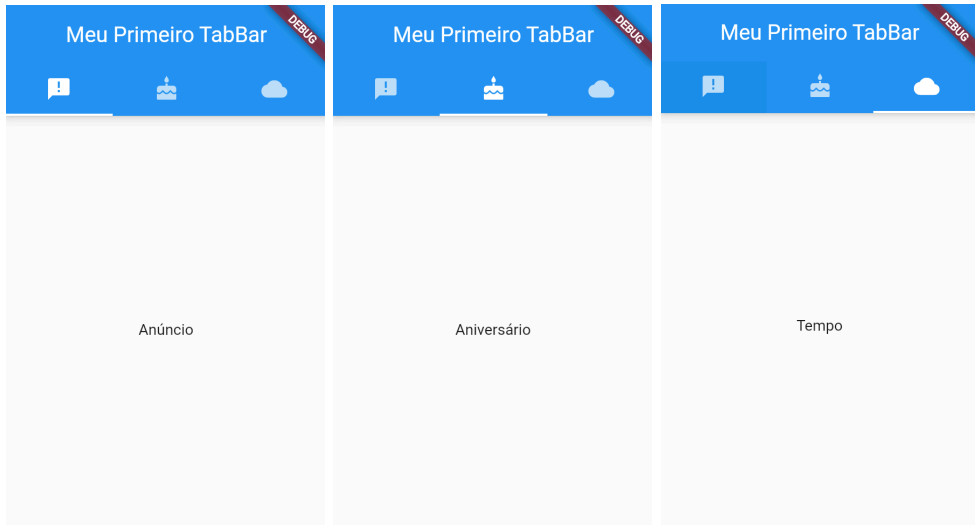 Meu Primeiro TabBar
DEBUG
Anúncio
Meu Primeiro TabBar
DEBUG
Aniversário
Meu Primeiro TabBar
DEBUG
Tempo